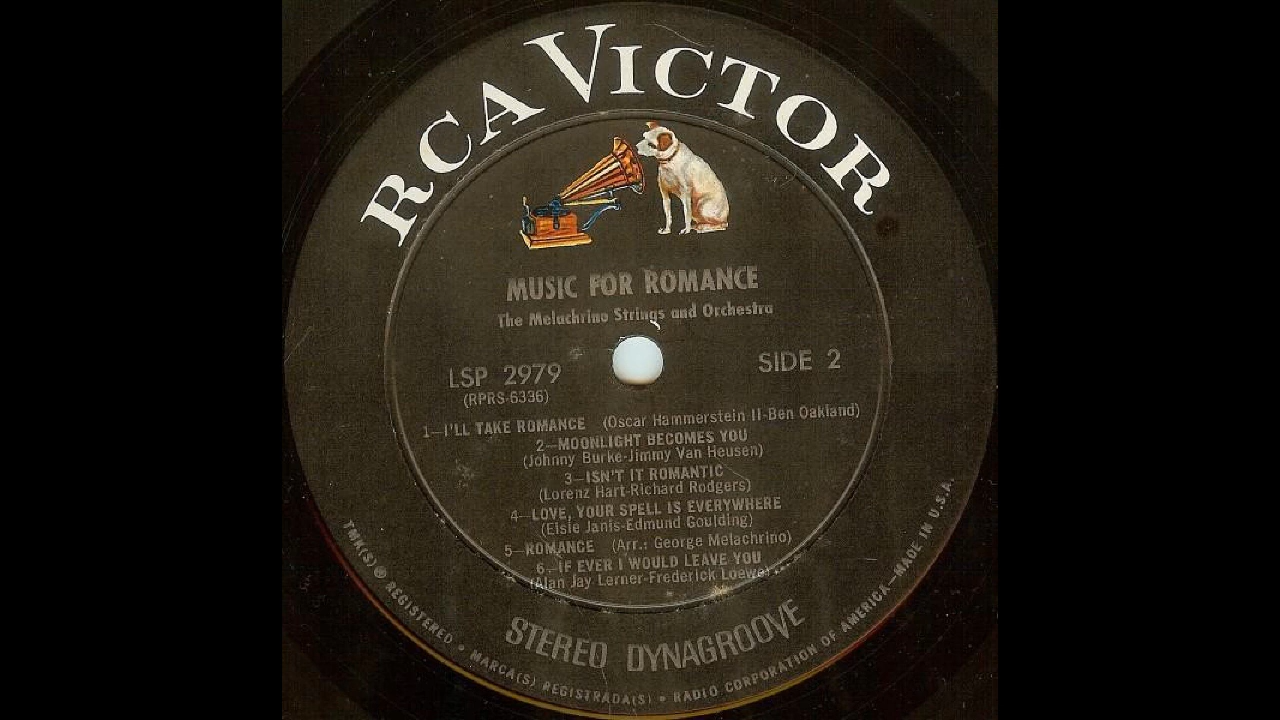 RCA VICTOR
MUSIC FOR ROMANCE
The Melachrino Strings and Orchestra
LSP 2979
SIDE 2
(RPRS-6336)
1—I'LL TAKE ROMANCE (Oscar Hammerstein II-Ben Oakland)
2—MOONLIGHT BECOMES YOU
(Johnny Burke-Jimmy Van Heusen)
3—ISN'T IT ROMANTIC
(Lorenz Hart-Richard Rodgers)
4—LOVE, YOUR SPELL IS EVERYWHERE
(Elsie Janis-Edmund Goulding)
5—ROMANCE (Arr.: George Melachrino)
6—IF EVER I WOULD LEAVE YOU
(Alan Jay Lerner-Frederick Loewe)
STEREO DYNAGROOVE
TMK(S) ® REGISTERED • MARCA(S) REGISTRADA(S) • RADIO CORPORATION OF AMERICA—MADE IN U.S.A.